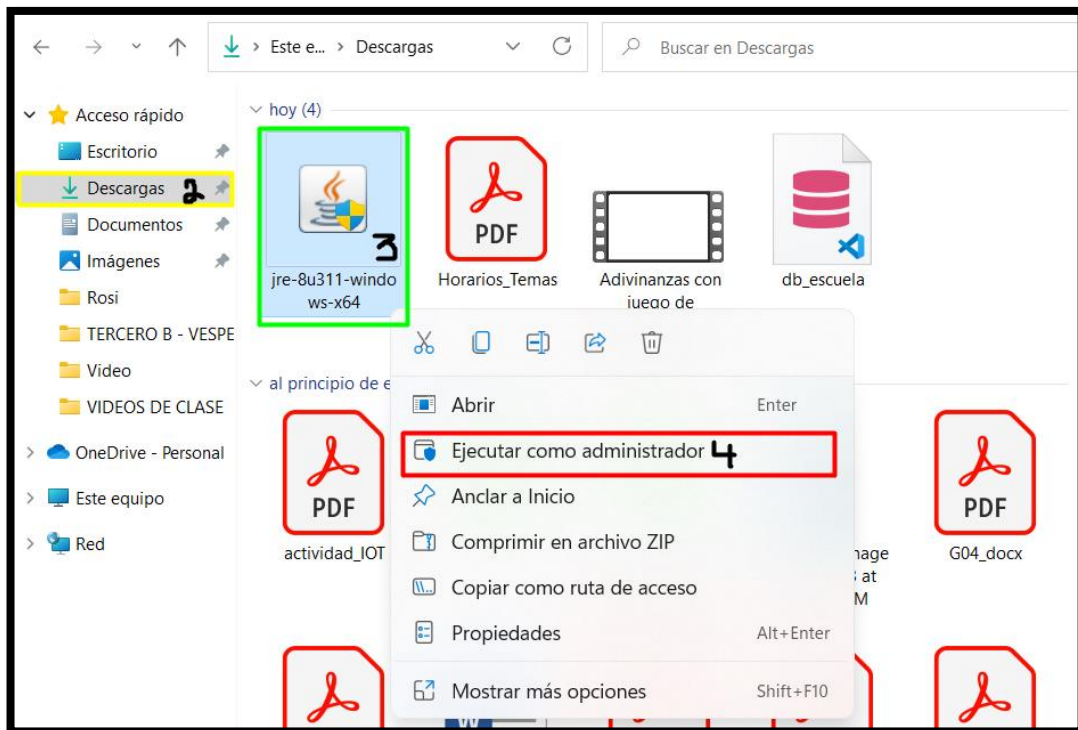 Este e... > Descargas
Buscar en Descargas
Acceso rápido
Escritorio
Descargas 2
Documentos
Imágenes
Rosi
TERCERO B - VESPE
Video
VIDEOS DE CLASE
OneDrive - Personal
Este equipo
Red
hoy (4)
3
jre-8u311-windo
ws-x64
PDF
Horarios_Temas
Adivinanzas con
juego de
db_escuela
al principio de e
Abrir Enter
Ejecutar como administrador 4
Anclar a Inicio
Comprimir en archivo ZIP
Copiar como ruta de acceso
Propiedades Alt+Enter
Mostrar más opciones Shift+F10
PDF
actividad_IOT
at
M
PDF
G04_docx
W